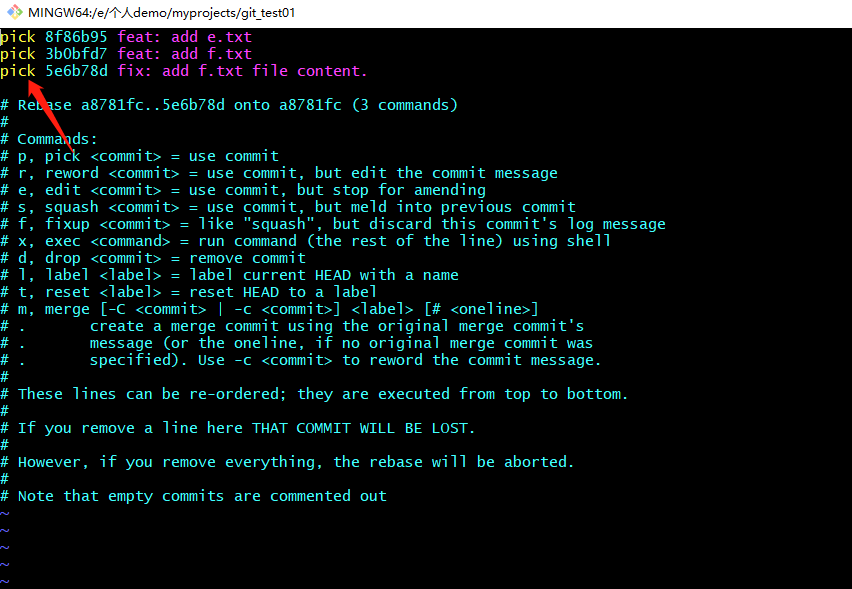 MINGW64:/e/个人demo/myprojects/git_test01
pick 8f86b95 feat: add e.txt
pick 3b0bfd7 feat: add f.txt
pick 5e6b78d fix: add f.txt file content.
# Rebase a8781fc..5e6b78d onto a8781fc (3 commands)
#
# Commands:
# p, pick <commit> = use commit
# r, reword <commit> = use commit, but edit the commit message
# e, edit <commit> = use commit, but stop for amending
# s, squash <commit> = use commit, but meld into previous commit
# f, fixup <commit> = like "squash", but discard this commit's log message
# x, exec <command> = run command (the rest of the line) using shell
# d, drop <commit> = remove commit
# l, label <label> = label current HEAD with a name
# t, reset <label> = reset HEAD to a label
# m, merge [-C <commit> | -c <commit>] <label> [# <oneline>]
# .       create a merge commit using the original merge commit's
# .       message (or the oneline, if no original merge commit was
# .       specified). Use -c <commit> to reword the commit message.
#
# These lines can be re-ordered; they are executed from top to bottom.
#
# If you remove a line here THAT COMMIT WILL BE LOST.
#
# However, if you remove everything, the rebase will be aborted.
#
# Note that empty commits are commented out
~
~
~
~
~